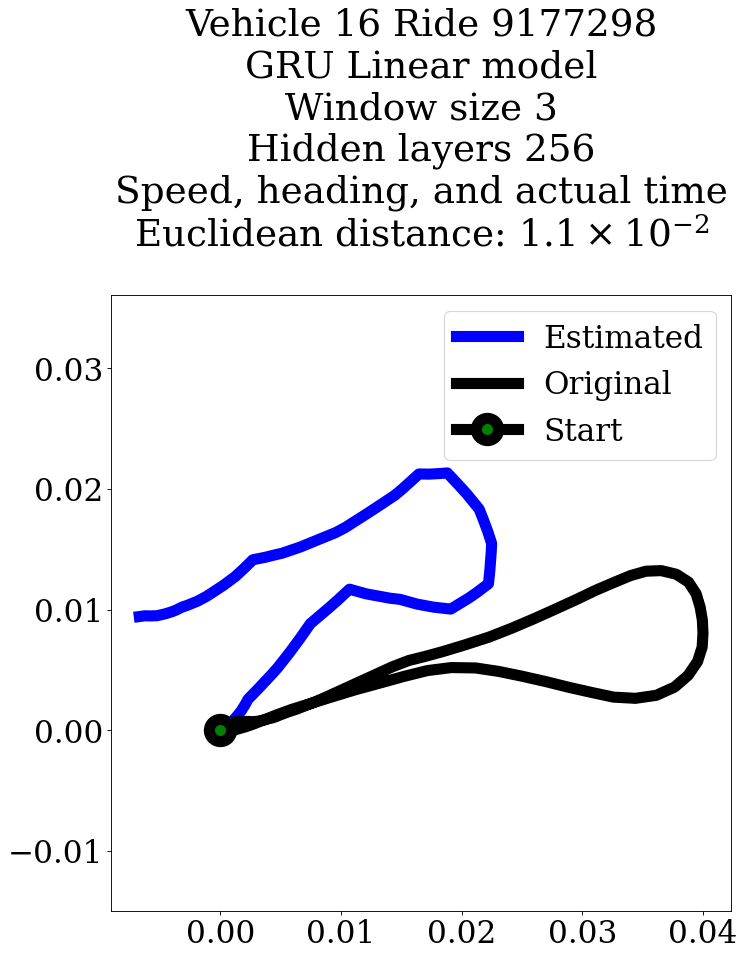 Vehicle 16 Ride 9177298
GRU Linear model
Window size 3
Hidden layers 256
Speed, heading, and actual time
Euclidean distance: 1.1 × 10⁻²
Estimated
Original
Start
0.03
0.02
0.01
0.00
−0.01
0.00 0.01 0.02 0.03 0.04